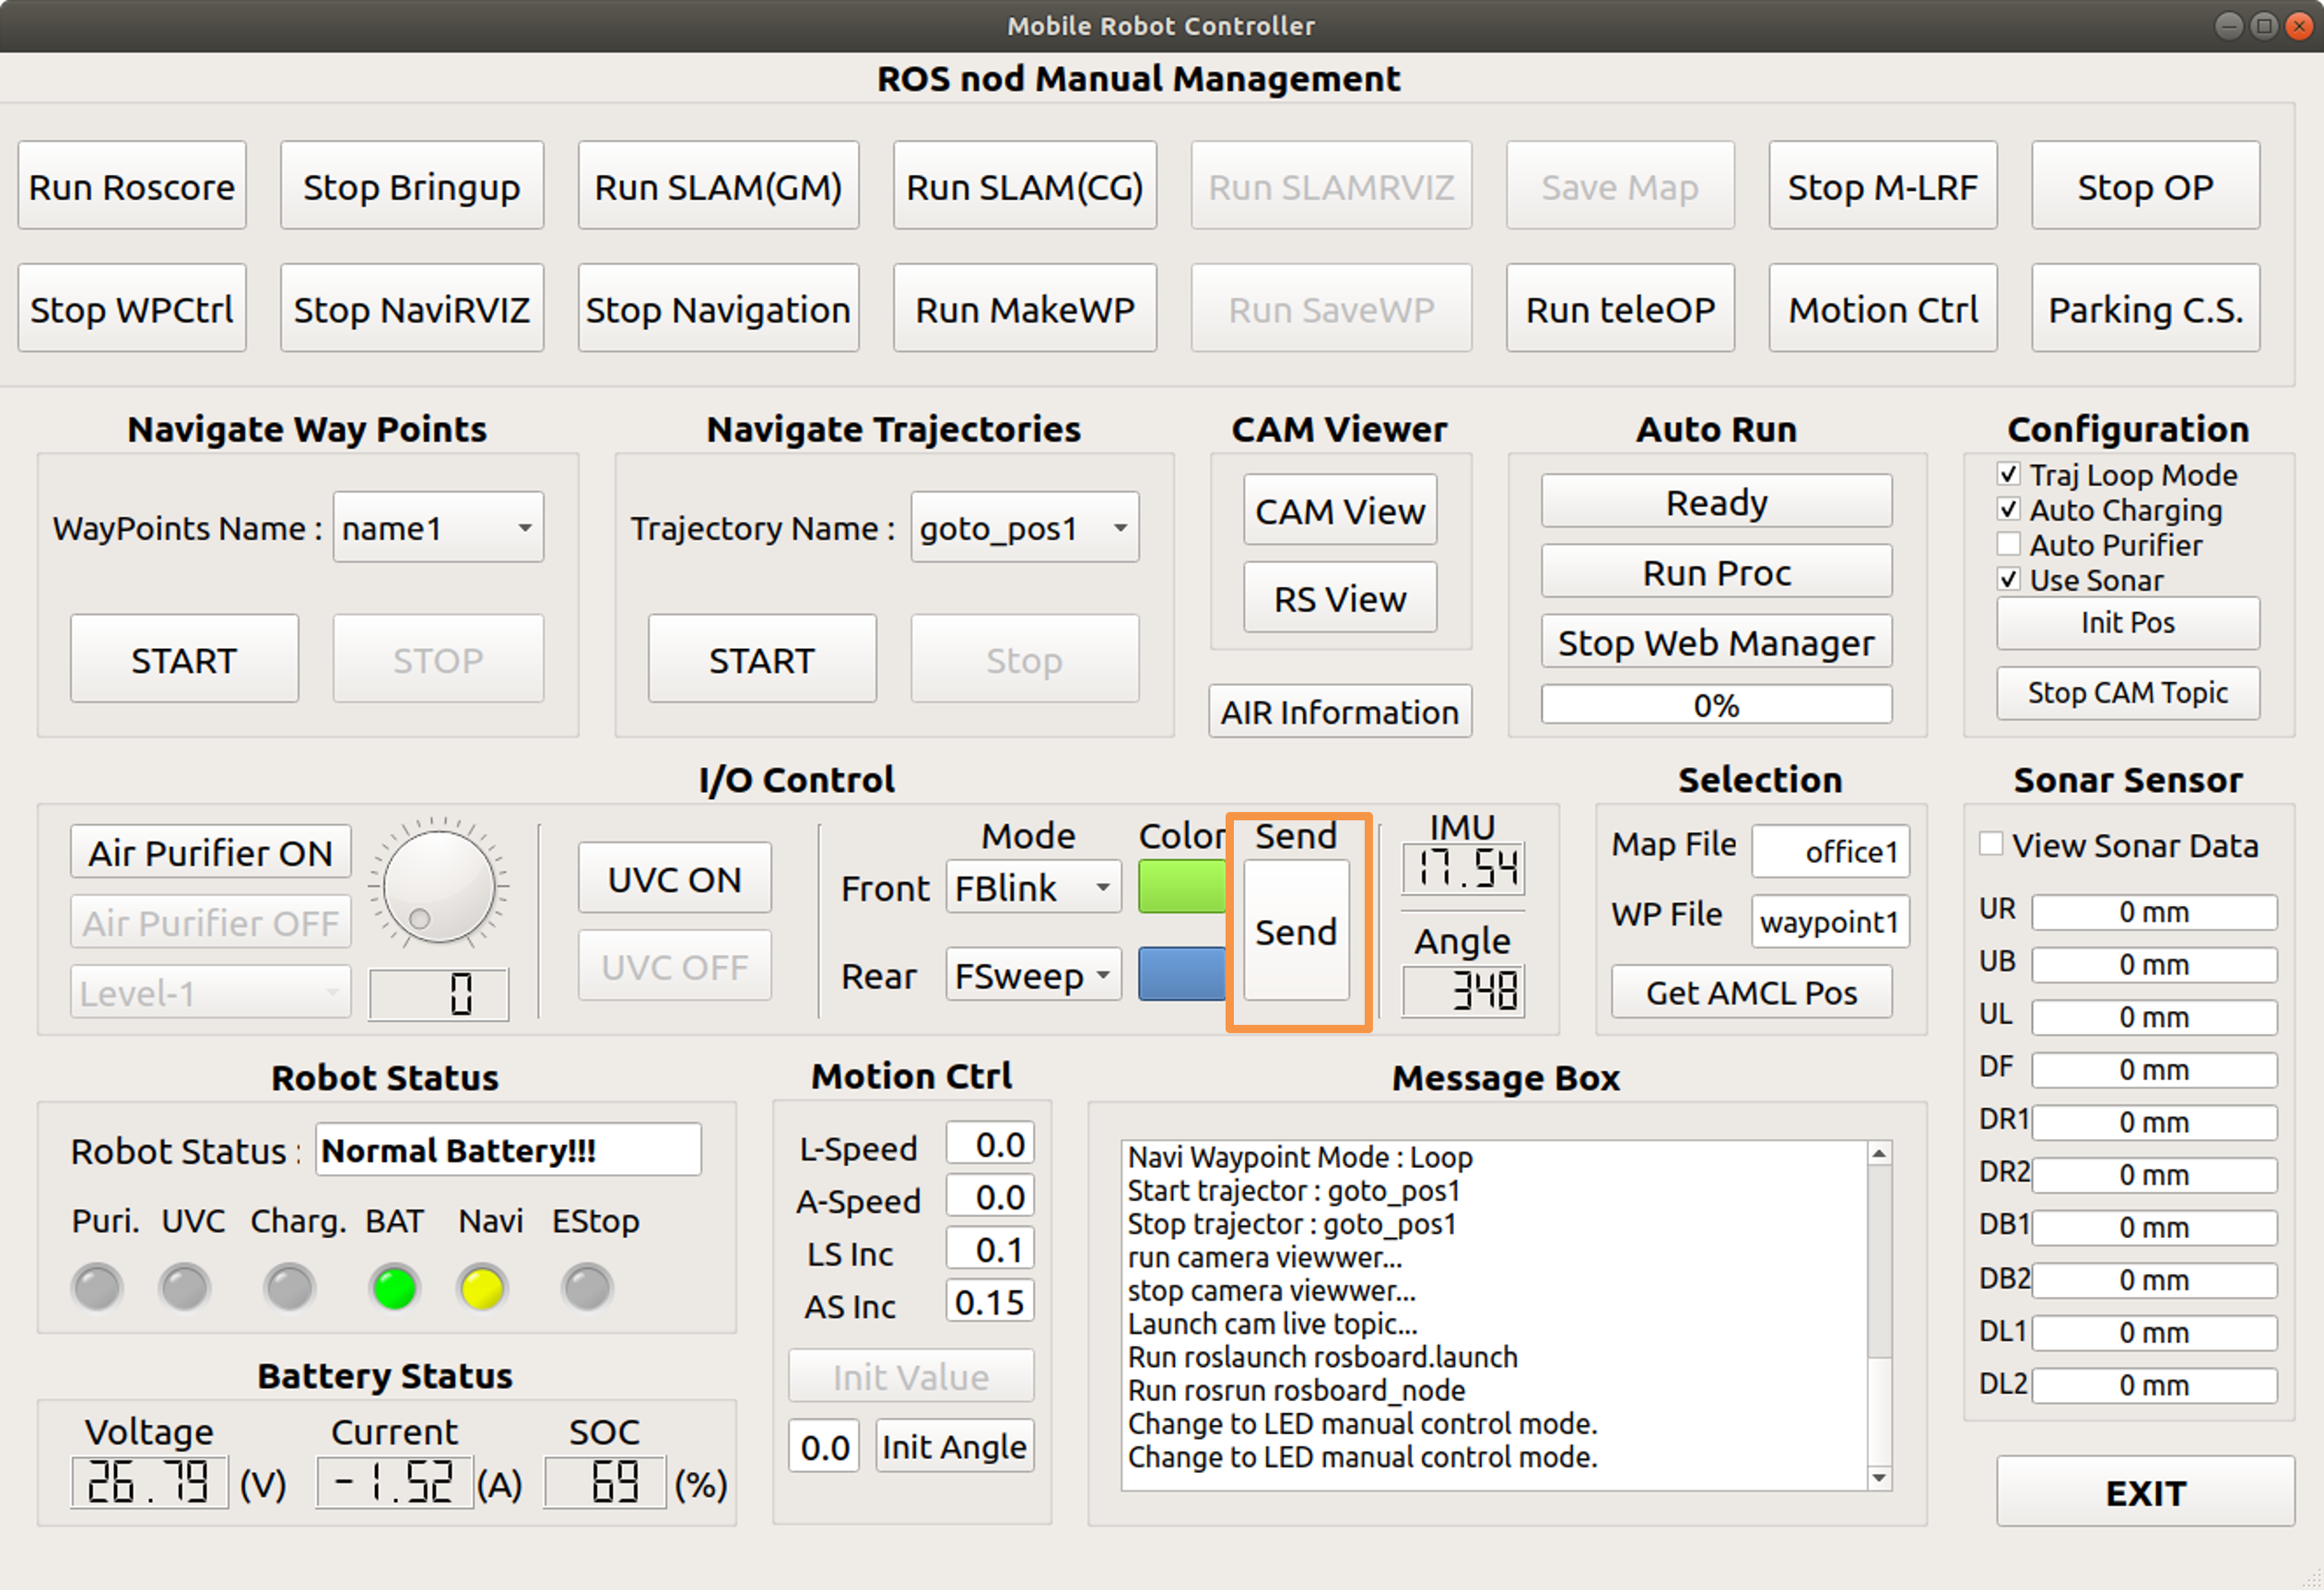 Mobile Robot Controller
ROS nod Manual Management
Run Roscore Stop Bringup Run SLAM(GM) Run SLAM(CG) Run SLAMRVIZ Save Map Stop M-LRF Stop OP
Stop WPCtrl Stop NaviRVIZ Stop Navigation Run MakeWP Run SaveWP Run teleOP Motion Ctrl Parking C.S.
Navigate Way Points
WayPoints Name : name1
START STOP
Navigate Trajectories
Trajectory Name : goto_pos1
START Stop
CAM Viewer
CAM View
RS View
AIR Information
Auto Run
Ready
Run Proc
Stop Web Manager
0%
Configuration
Traj Loop Mode
Auto Charging
Auto Purifier
Use Sonar
Init Pos
Stop CAM Topic
I/O Control
Air Purifier ON
Air Purifier OFF
Level-1
0
UVC ON
UVC OFF
Mode Color Send
Front FBlink
Send
Rear FSweep
IMU
17.54
Angle
348
Selection
Map File office1
WP File waypoint1
Get AMCL Pos
Sonar Sensor
View Sonar Data
UR 0 mm
UB 0 mm
UL 0 mm
DF 0 mm
DR1 0 mm
DR2 0 mm
DB1 0 mm
DB2 0 mm
DL1 0 mm
DL2 0 mm
Robot Status
Robot Status : Normal Battery!!!
Puri. UVC Charg. BAT Navi EStop
Battery Status
Voltage Current SOC
26.79 (V) -1.52 (A) 69 (%)
Motion Ctrl
L-Speed 0.0
A-Speed 0.0
LS Inc 0.1
AS Inc 0.15
Init Value
0.0 Init Angle
Message Box
Navi Waypoint Mode : Loop
Start trajector : goto_pos1
Stop trajector : goto_pos1
run camera viewwer...
stop camera viewwer...
Launch cam live topic...
Run roslaunch rosboard.launch
Run rosrun rosboard_node
Change to LED manual control mode.
Change to LED manual control mode.
EXIT